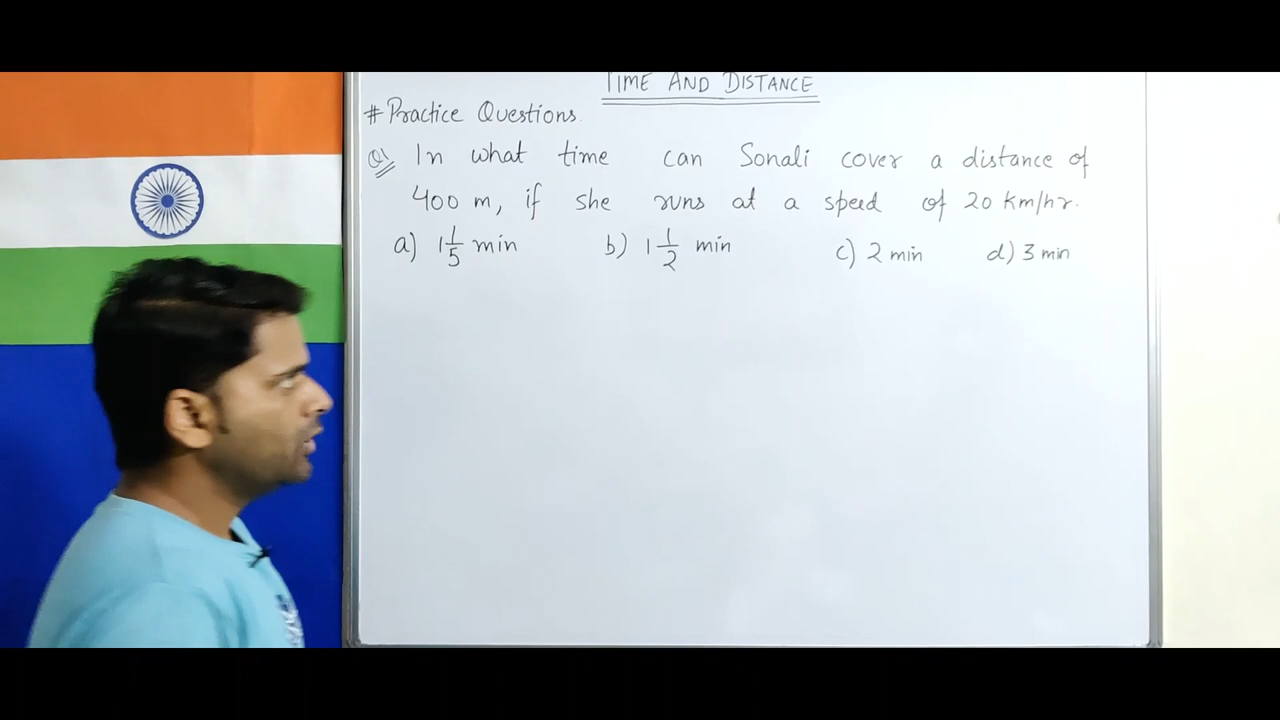 TIME AND DISTANCE
# Practice Questions.
Q1 In what time can Sonali cover a distance of
400 m, if she runs at a speed of 20 km/hr.
a) 1 1/5 min b) 1 1/2 min c) 2 min d) 3 min